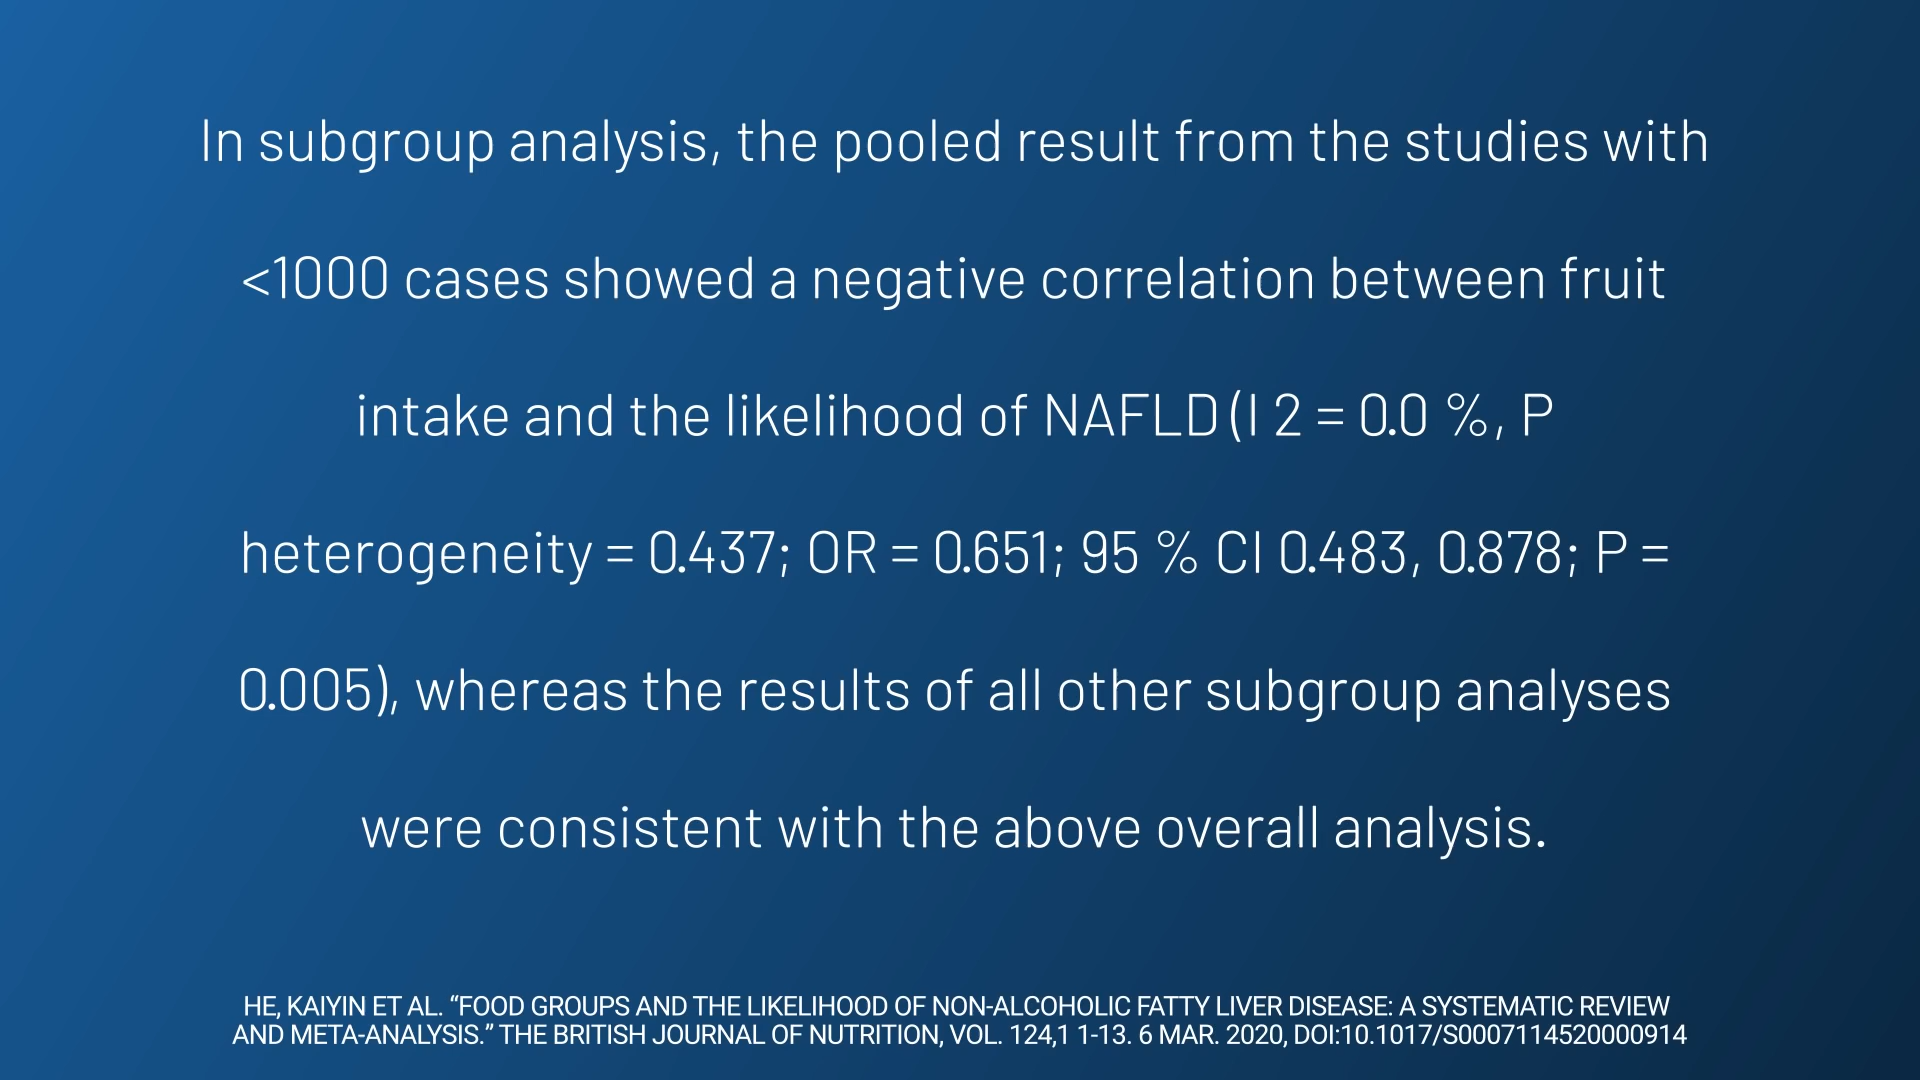 In subgroup analysis, the pooled result from the studies with
<1000 cases showed a negative correlation between fruit
intake and the likelihood of NAFLD (I 2 = 0.0 %, P
heterogeneity = 0.437; OR = 0.651; 95 % CI 0.483, 0.878; P =
0.005), whereas the results of all other subgroup analyses
were consistent with the above overall analysis.
HE, KAIYIN ET AL. “FOOD GROUPS AND THE LIKELIHOOD OF NON-ALCOHOLIC FATTY LIVER DISEASE: A SYSTEMATIC REVIEW
AND META-ANALYSIS.” THE BRITISH JOURNAL OF NUTRITION, VOL. 124,1 1-13. 6 MAR. 2020, DOI:10.1017/S0007114520000914